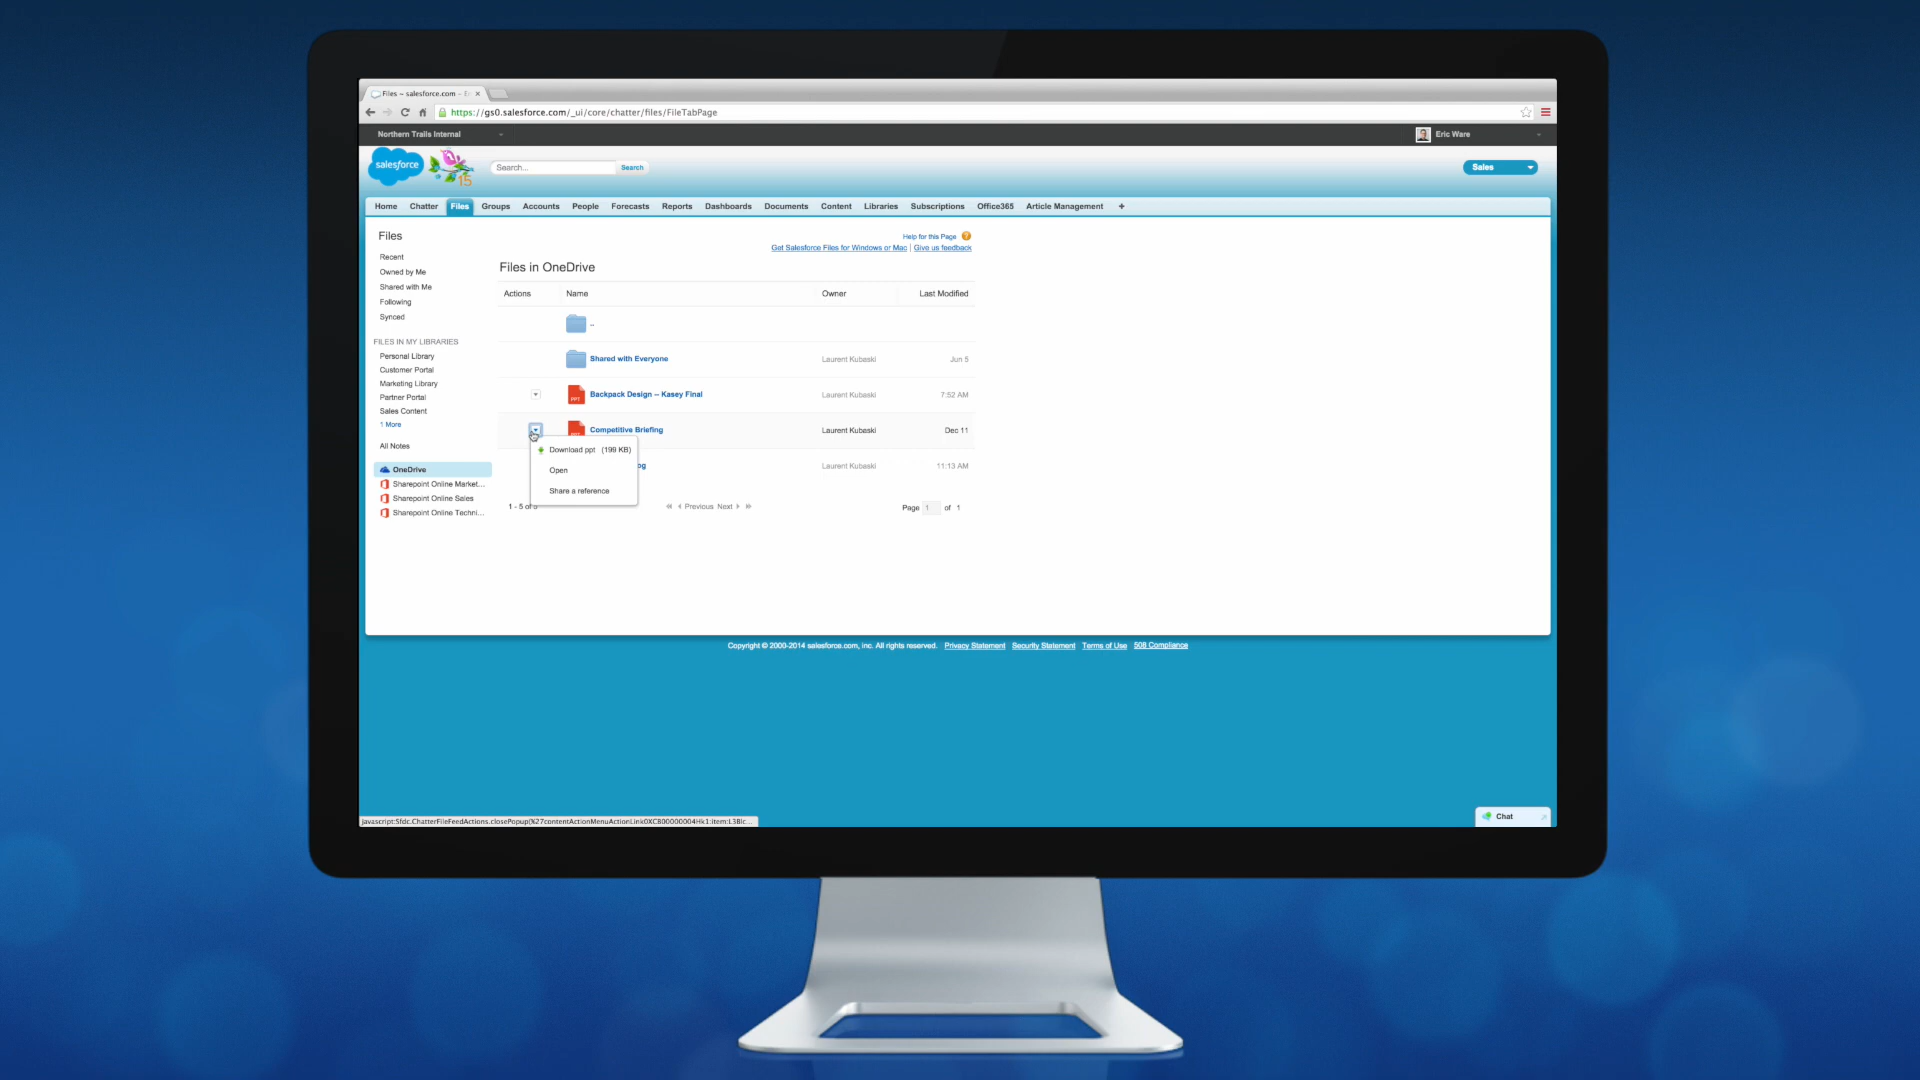 Files ~ salesforce.com - Er
https://gs0.salesforce.com/_ui/core/chatter/files/FileTabPage
Northern Trails Internal
Eric Ware
salesforce
15
Search...
Search
Sales
Home Chatter Files Groups Accounts People Forecasts Reports Dashboards Documents Content Libraries Subscriptions Office365 Article Management +
Files
Help for this Page
Get Salesforce Files for Windows or Mac | Give us feedback
Recent
Owned by Me
Shared with Me
Following
Synced
FILES IN MY LIBRARIES
Personal Library
Customer Portal
Marketing Library
Partner Portal
Sales Content
1 More
All Notes
OneDrive
Sharepoint Online Market...
Sharepoint Online Sales
Sharepoint Online Techni...
Files in OneDrive
Actions Name Owner Last Modified
..
Shared with Everyone Laurent Kubaski Jun 5
PPT Backpack Design -- Kasey Final Laurent Kubaski 7:52 AM
Competitive Briefing Laurent Kubaski Dec 11
og Laurent Kubaski 11:13 AM
Download ppt (199 KB)
Open
Share a reference
1 - 5 of 5
Previous Next
Page 1 of 1
Copyright © 2000-2014 salesforce.com, inc. All rights reserved. Privacy Statement Security Statement Terms of Use 508 Compliance
Chat